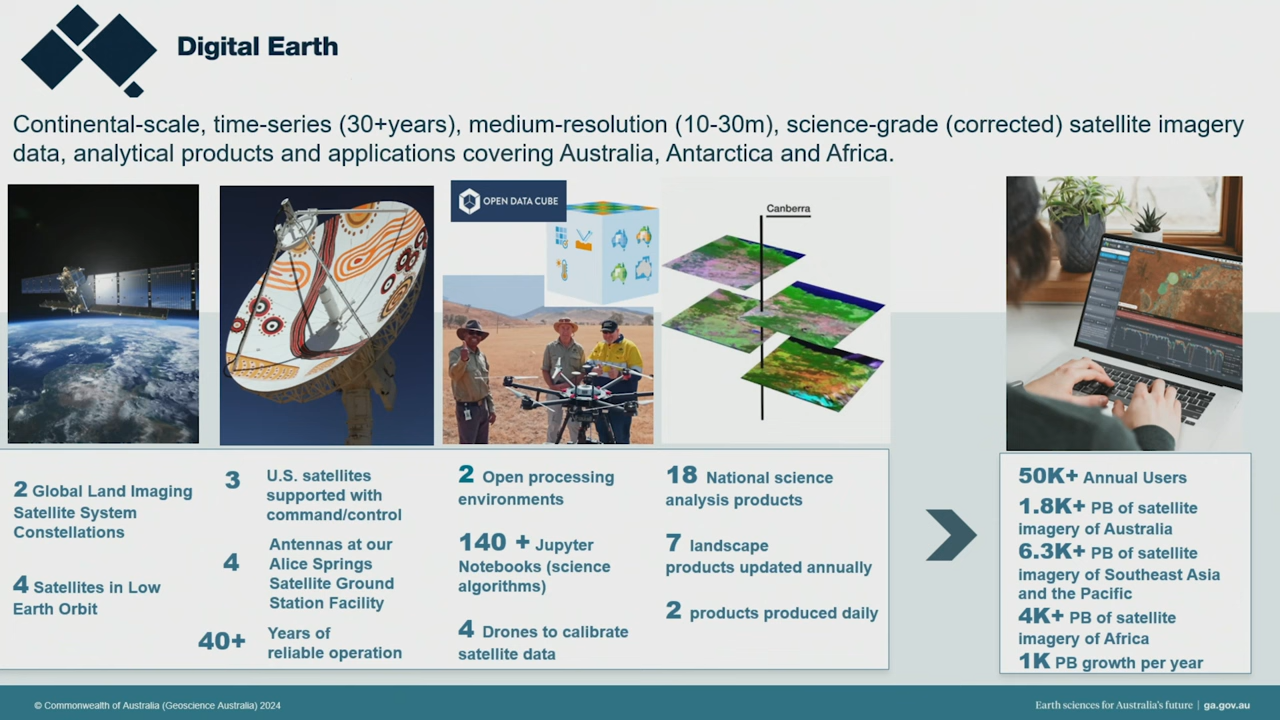 Digital Earth
Continental-scale, time-series (30+years), medium-resolution (10-30m), science-grade (corrected) satellite imagery
data, analytical products and applications covering Australia, Antarctica and Africa.
OPEN DATA CUBE
Canberra
2 Global Land Imaging
Satellite System
Constellations
4 Satellites in Low
Earth Orbit
3 U.S. satellites
supported with
command/control
4 Antennas at our
Alice Springs
Satellite Ground
Station Facility
40+ Years of
reliable operation
2 Open processing
environments
140 + Jupyter
Notebooks (science
algorithms)
4 Drones to calibrate
satellite data
18 National science
analysis products
7 landscape
products updated annually
2 products produced daily
50K+ Annual Users
1.8K+ PB of satellite
imagery of Australia
6.3K+ PB of satellite
imagery of Southeast Asia
and the Pacific
4K+ PB of satellite
imagery of Africa
1K PB growth per year
© Commonwealth of Australia (Geoscience Australia) 2024
Earth sciences for Australia's future | ga.gov.au